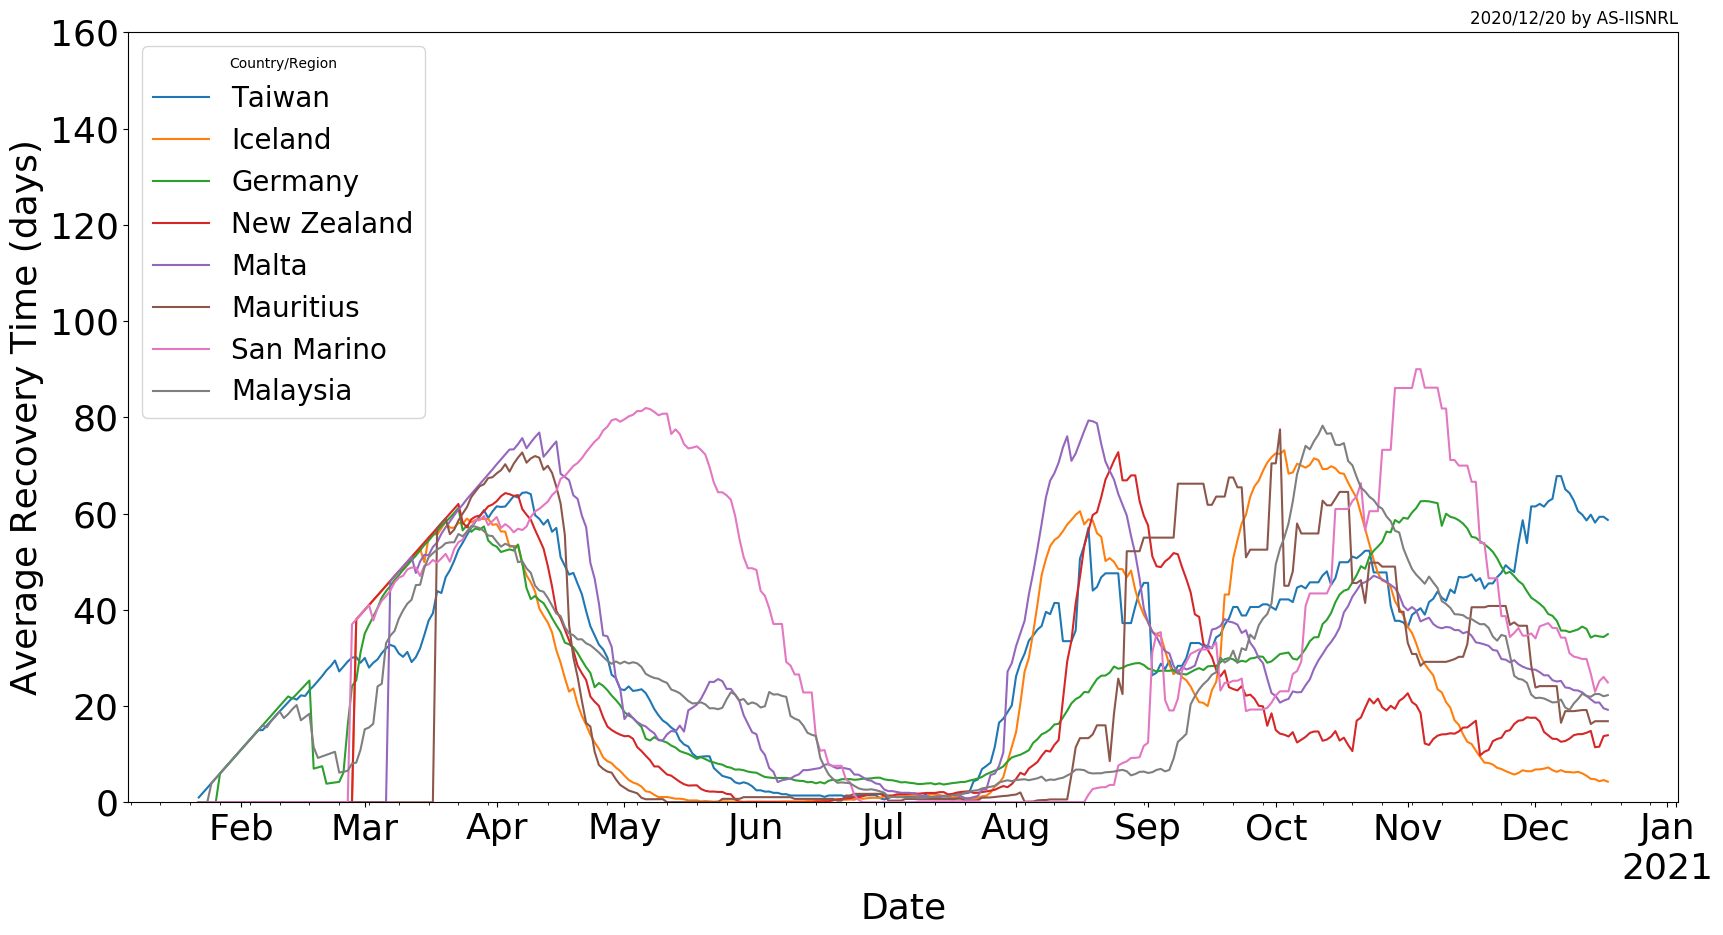 2020/12/20 by AS-IISNRL
160
140
120
100
80
60
40
20
0
Average Recovery Time (days)
Country/Region
Taiwan
Iceland
Germany
New Zealand
Malta
Mauritius
San Marino
Malaysia
Feb Mar Apr May Jun Jul Aug Sep Oct Nov Dec Jan
2021
Date